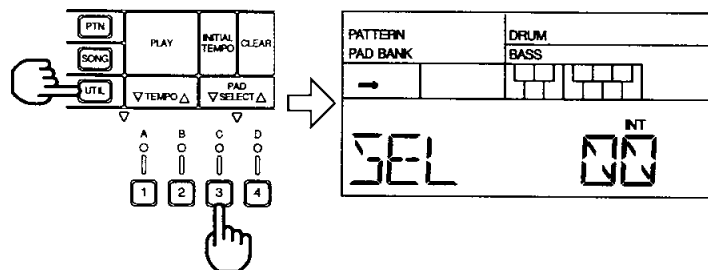 PTN
SONG
UTIL
PLAY
INITIAL
TEMPO
CLEAR
▽ TEMPO △
PAD
▽ SELECT △
▽ ▽
A B C D
1 2 3 4
PATTERN
PAD BANK
DRUM
BASS
→
INT
SEL 00